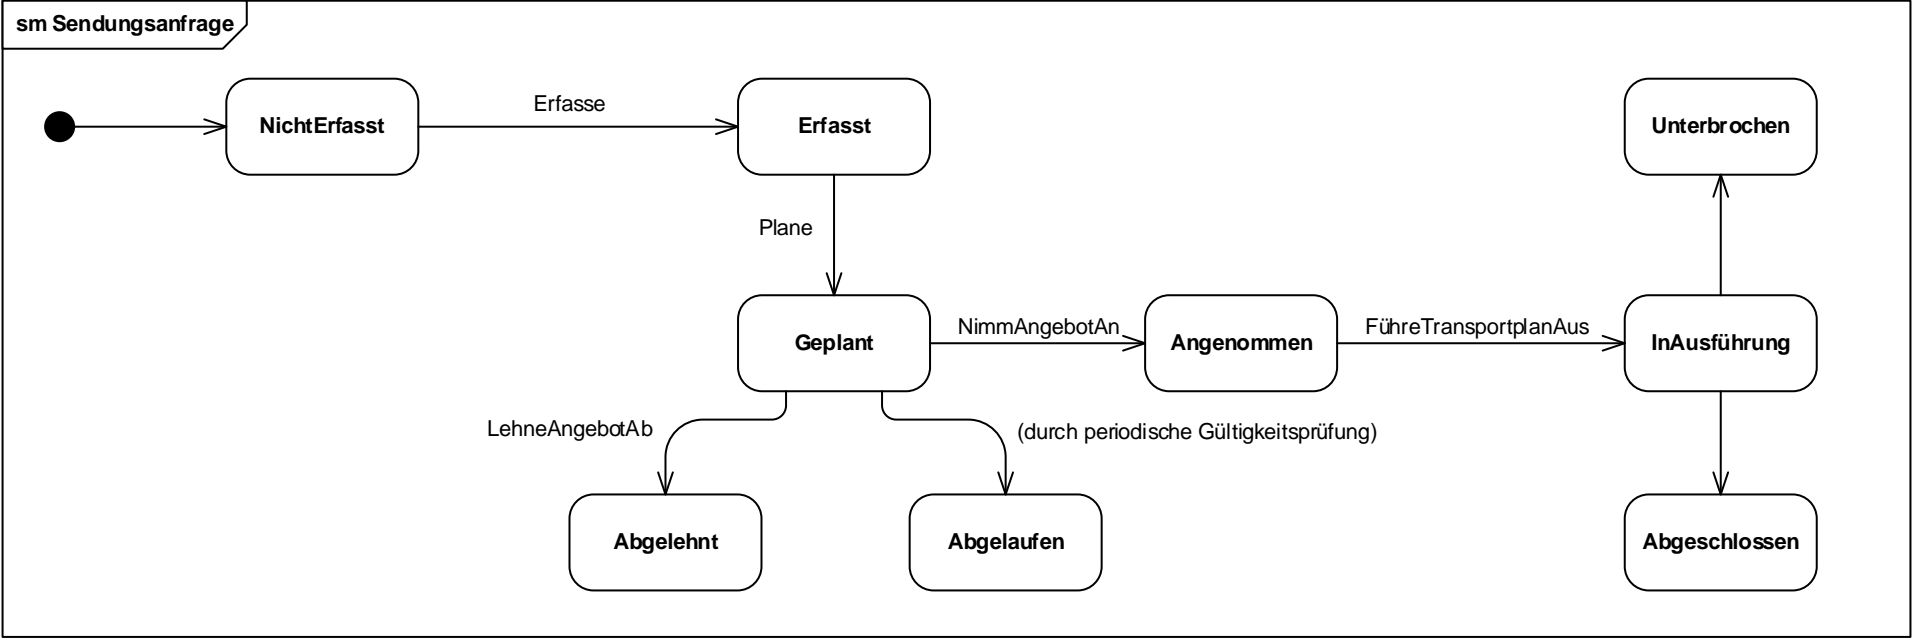 sm Sendungsanfrage
NichtErfasst
Erfasse
Erfasst
Unterbrochen
Plane
Geplant
NimmAngebotAn
Angenommen
FühreTransportplanAus
InAusführung
LehneAngebotAb
(durch periodische Gültigkeitsprüfung)
Abgelehnt
Abgelaufen
Abgeschlossen